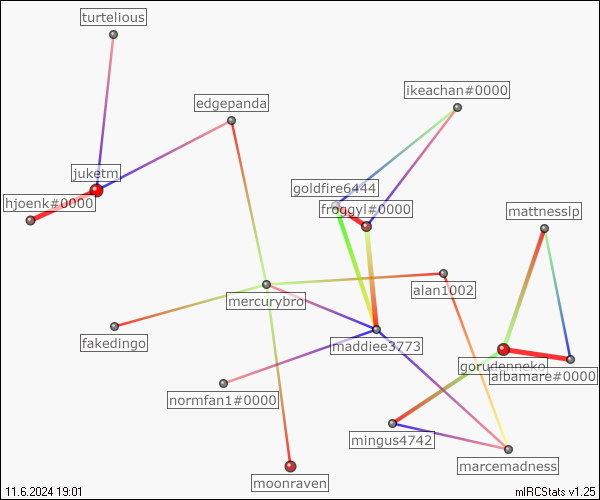 turtelious
ikeachan#0000
edgepanda
juketm
goldfire6444
hjoenk#0000
froggyl#0000
mattnesslp
alan1002
mercurybro
fakedingo
maddiee3773
gorudenneko
albamare#0000
normfan1#0000
mingus4742
marcemadness
moonraven
11.6.2024 19:01
mIRCStats v1.25